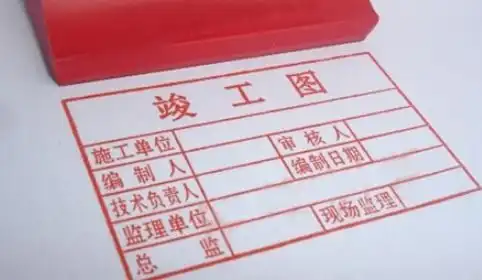 竣工图
施工单位
编制人 审核人
技术负责人 编制日期
监理单位
总监 现场监理